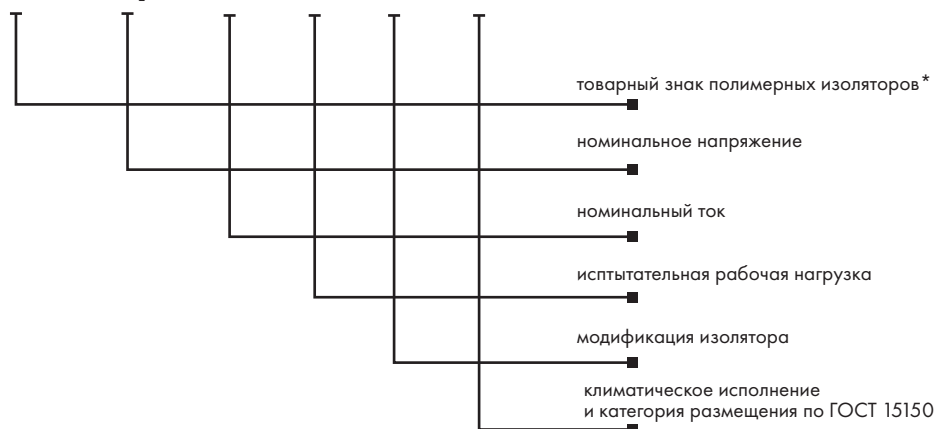 товарный знак полимерных изоляторов*
номинальное напряжение
номинальный ток
исптытательная рабочая нагрузка
модификация изолятора
климатическое исполнение
и категория размещения по ГОСТ 15150